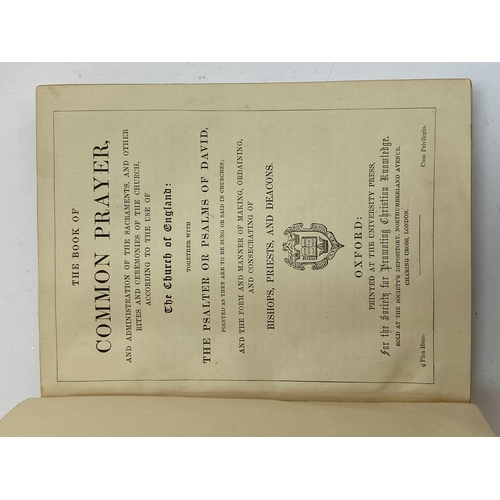 THE BOOK OF
COMMON PRAYER,
AND ADMINISTRATION OF THE SACRAMENTS, AND OTHER
RITES AND CEREMONIES OF THE CHURCH,
ACCORDING TO THE USE OF
The Church of England:
TOGETHER WITH
THE PSALTER OR PSALMS OF DAVID,
POINTED AS THEY ARE TO BE SUNG OR SAID IN CHURCHES;
AND THE FORM AND MANNER OF MAKING, ORDAINING,
AND CONSECRATING OF
BISHOPS, PRIESTS, AND DEACONS.
OXFORD:
PRINTED AT THE UNIVERSITY PRESS,
For the Society for Promoting Christian Knowledge.
SOLD AT THE SOCIETY'S DEPOSITORY, NORTHUMBERLAND AVENUE,
CHARING CROSS, LONDON.
Pica 16mo. Cum Privilegio.